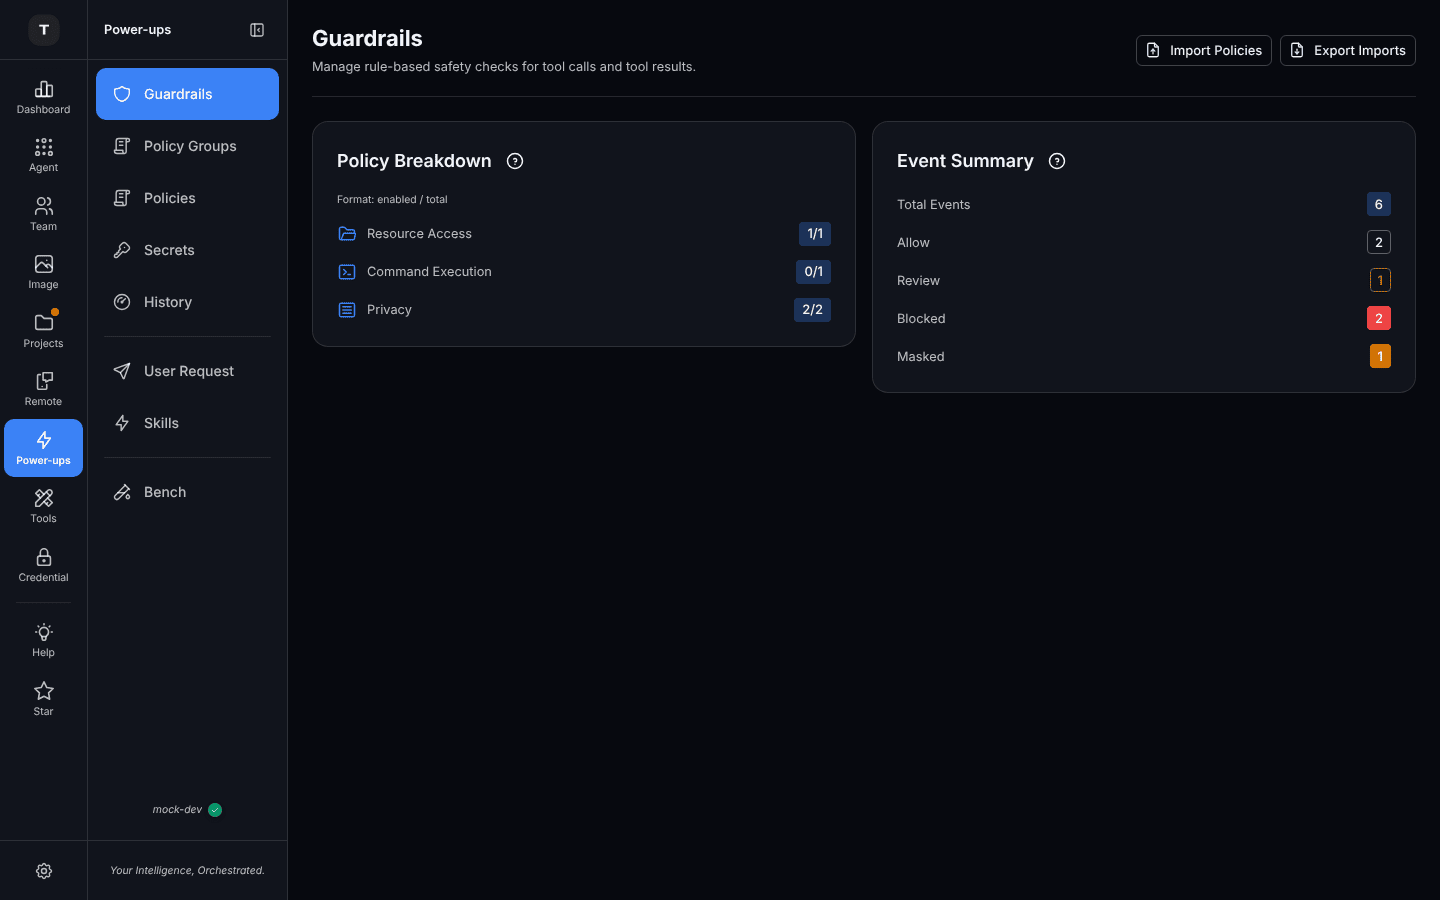 T
Dashboard
Agent
Team
Image
Projects
Remote
Power-ups
Tools
Credential
Help
Star
Power-ups
Guardrails
Policy Groups
Policies
Secrets
History
User Request
Skills
Bench
mock-dev
Your Intelligence, Orchestrated.
Guardrails
Manage rule-based safety checks for tool calls and tool results.
Import Policies
Export Imports
Policy Breakdown
Format: enabled / total
Resource Access 1/1
Command Execution 0/1
Privacy 2/2
Event Summary
Total Events 6
Allow 2
Review 1
Blocked 2
Masked 1